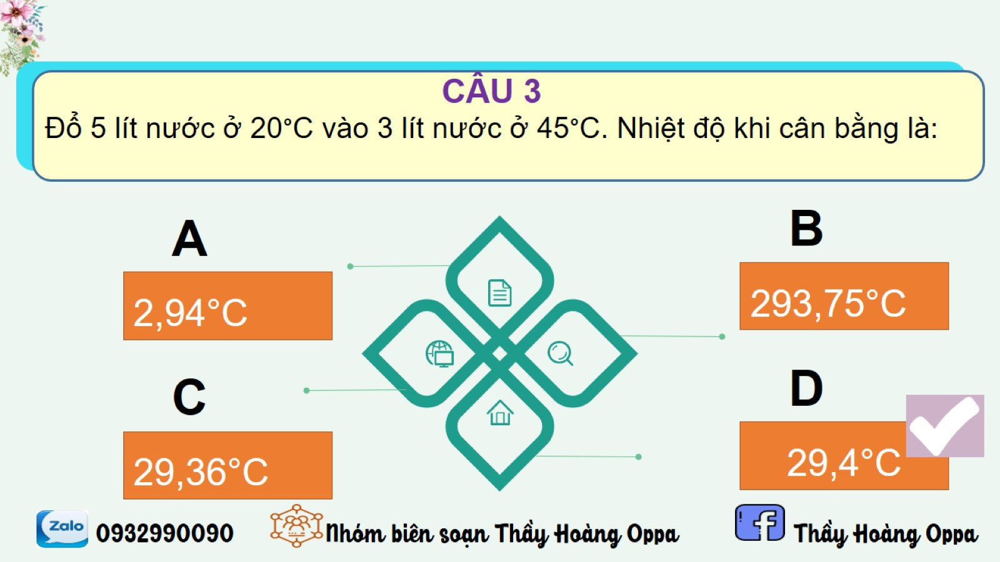 CÂU 3
Đổ 5 lít nước ở 20°C vào 3 lít nước ở 45°C. Nhiệt độ khi cân bằng là:
A
2,94°C
B
293,75°C
C
29,36°C
D
29,4°C
Zalo 0932990090
Nhóm biên soạn Thầy Hoàng Oppa
f Thầy Hoàng Oppa